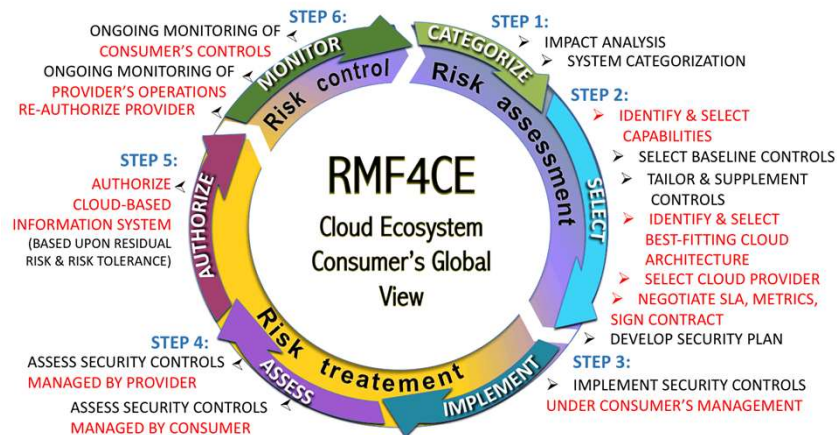 RMF4CE
Cloud Ecosystem
Consumer's Global
View
Risk assessment
Risk treatement
Risk control
CATEGORIZE
SELECT
IMPLEMENT
ASSESS
AUTHORIZE
MONITOR
STEP 1:
IMPACT ANALYSIS
SYSTEM CATEGORIZATION
STEP 2:
IDENTIFY & SELECT
CAPABILITIES
SELECT BASELINE CONTROLS
TAILOR & SUPPLEMENT
CONTROLS
IDENTIFY & SELECT
BEST-FITTING CLOUD
ARCHITECTURE
SELECT CLOUD PROVIDER
NEGOTIATE SLA, METRICS,
SIGN CONTRACT
DEVELOP SECURITY PLAN
STEP 3:
IMPLEMENT SECURITY CONTROLS
UNDER CONSUMER'S MANAGEMENT
STEP 4:
ASSESS SECURITY CONTROLS
MANAGED BY PROVIDER
ASSESS SECURITY CONTROLS
MANAGED BY CONSUMER
STEP 5:
AUTHORIZE
CLOUD-BASED
INFORMATION SYSTEM
(BASED UPON RESIDUAL
RISK & RISK TOLERANCE)
STEP 6:
ONGOING MONITORING OF
CONSUMER'S CONTROLS
ONGOING MONITORING OF
PROVIDER'S OPERATIONS
RE-AUTHORIZE PROVIDER